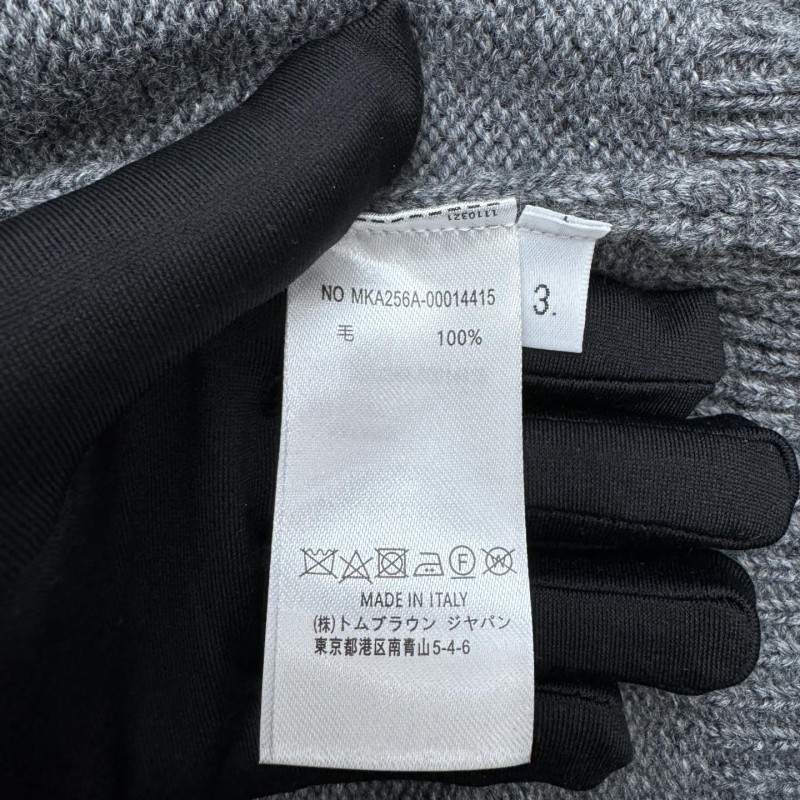 1110321
NO MKA256A-00014415
毛 100%
3.
F W
MADE IN ITALY
(株)トムブラウン ジャパン
東京都港区南青山5-4-6